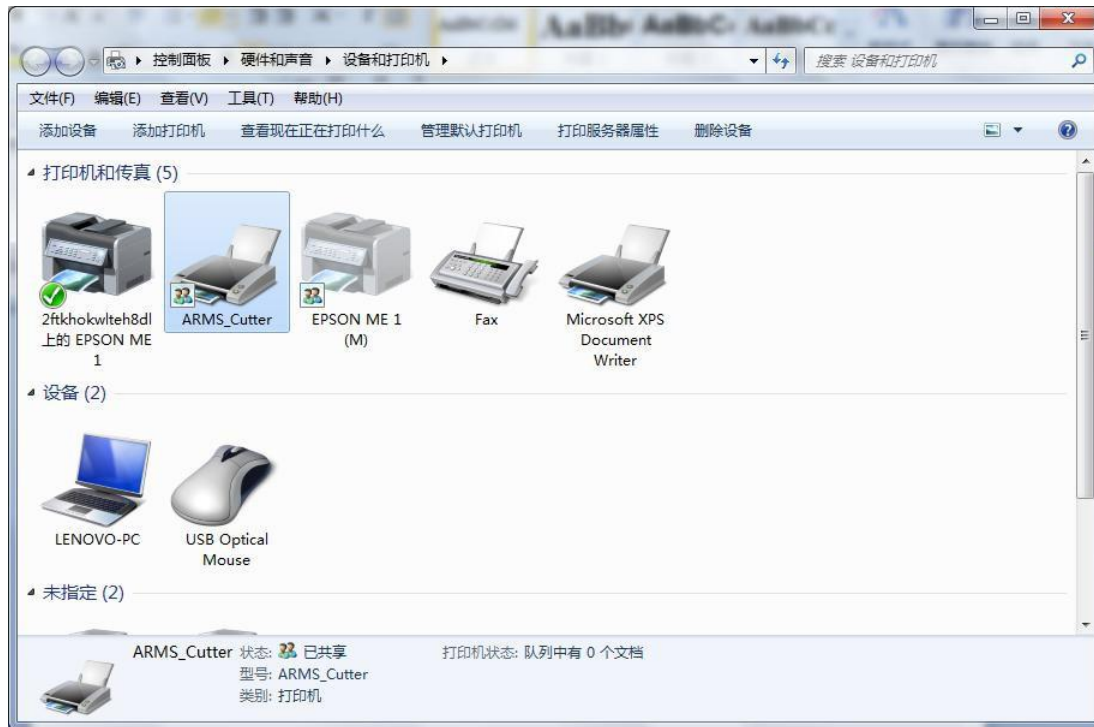 控制面板 ▸ 硬件和声音 ▸ 设备和打印机 ▸
搜索 设备和打印机
文件(F) 编辑(E) 查看(V) 工具(T) 帮助(H)
添加设备 添加打印机 查看现在正在打印什么 管理默认打印机 打印服务器属性 删除设备
打印机和传真 (5)
2ftkhokwlteh8dl
上的 EPSON ME
1
ARMS_Cutter
EPSON ME 1
(M)
Fax
Microsoft XPS
Document
Writer
设备 (2)
LENOVO-PC
USB Optical
Mouse
未指定 (2)
ARMS_Cutter 状态: 已共享 打印机状态: 队列中有 0 个文档
型号: ARMS_Cutter
类别: 打印机